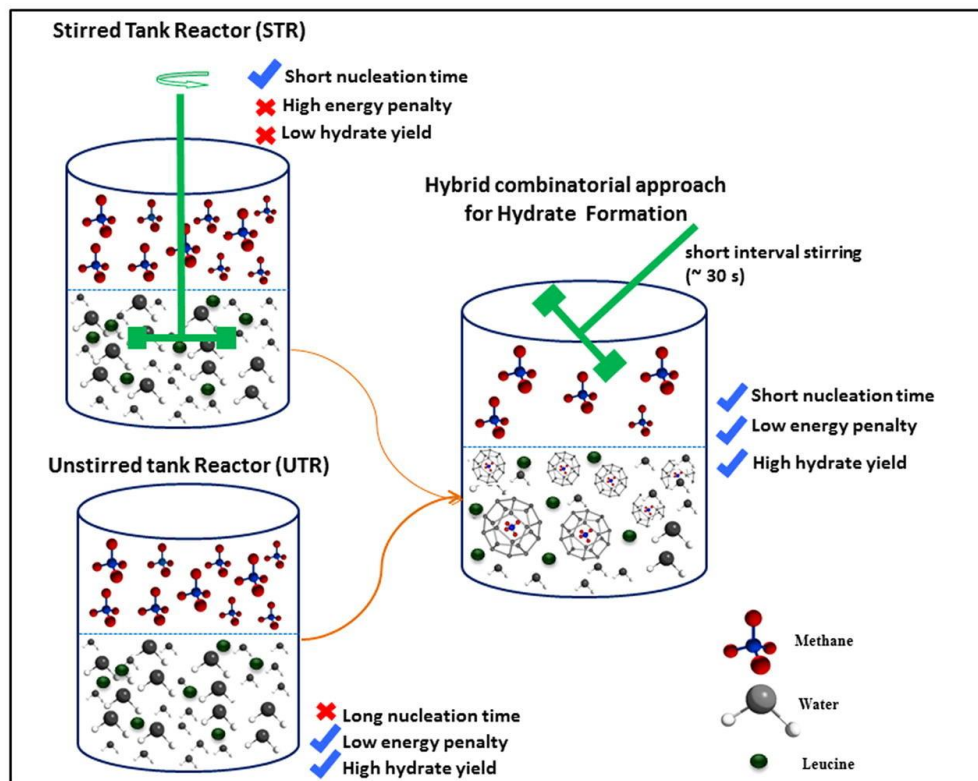 Stirred Tank Reactor (STR)
Short nucleation time
High energy penalty
Low hydrate yield
Hybrid combinatorial approach
for Hydrate Formation
short interval stirring
(~ 30 s)
Short nucleation time
Low energy penalty
High hydrate yield
Unstirred tank Reactor (UTR)
Long nucleation time
Low energy penalty
High hydrate yield
Methane
Water
Leucine